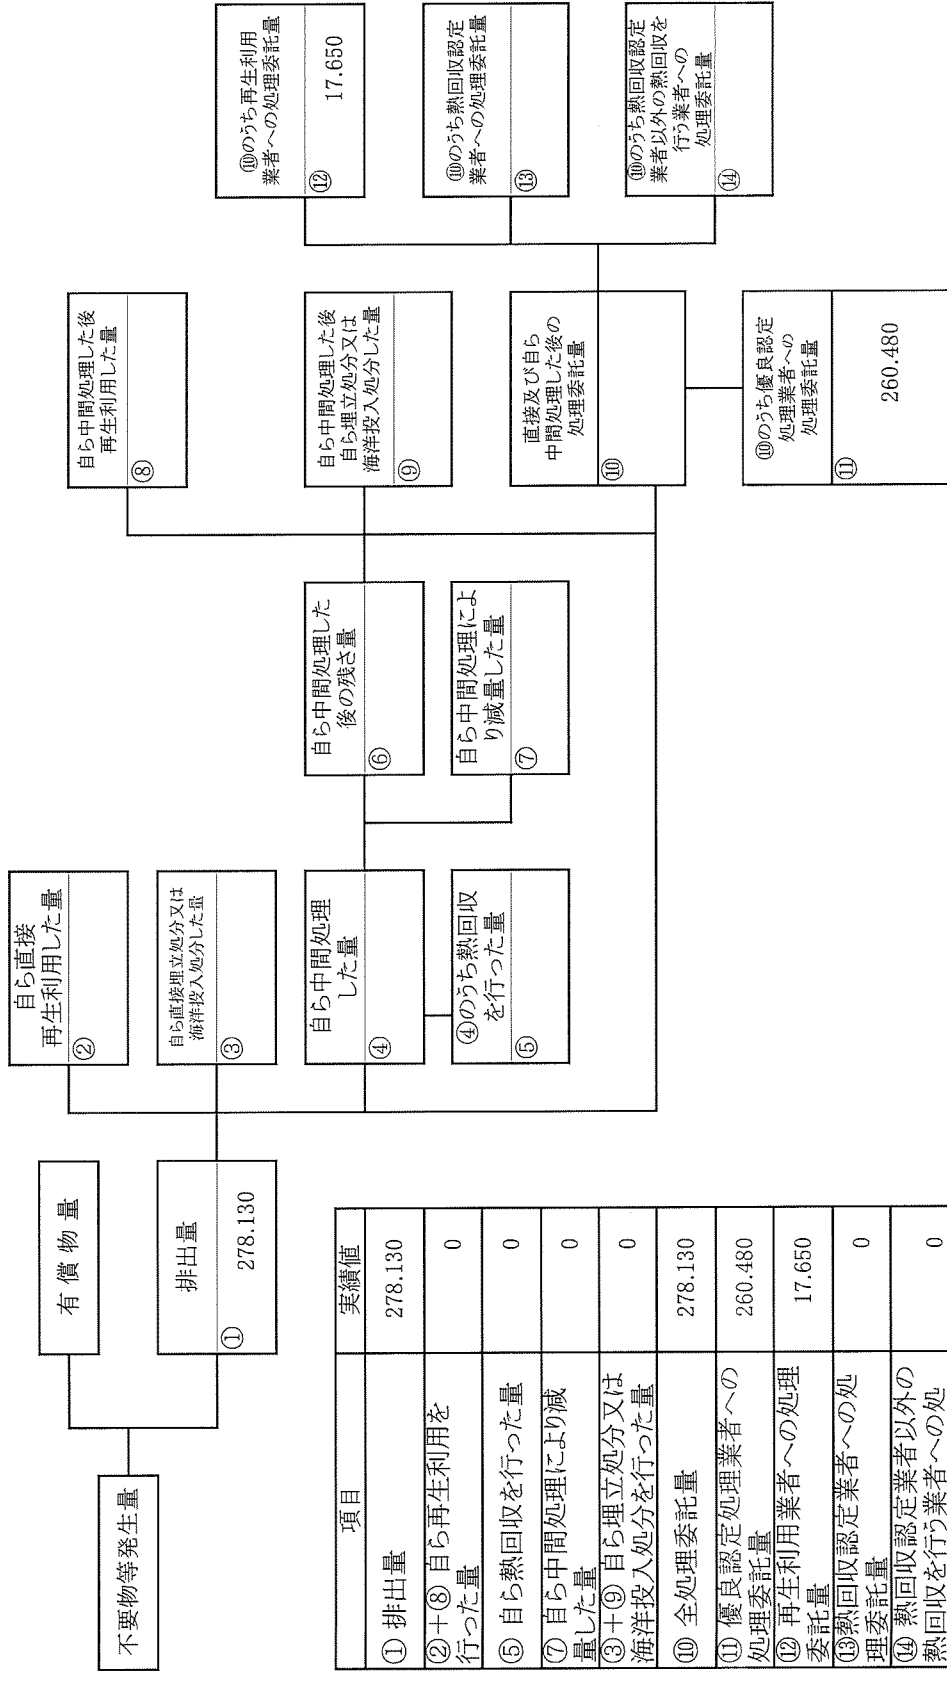 不要物等発生量
有償物量
排出量
①
278.130
自ら直接
再生利用した量
②
自ら直接埋立処分又は
海洋投入処分した量
③
自ら中間処理
した量
④
④のうち熱回収
を行った量
⑤
自ら中間処理した
後の残さ量
⑥
自ら中間処理によ
り減量した量
⑦
自ら中間処理した後
再生利用した量
⑧
自ら中間処理した後
自ら埋立処分又は
海洋投入処分した量
⑨
直接及び自ら
中間処理した後の
処理委託量
⑩
⑩のうち優良認定
処理業者への
処理委託量
⑪
260.480
⑩のうち再生利用
業者への処理委託量
⑫
17.650
⑩のうち熱回収認定
業者への処理委託量
⑬
⑩のうち熱回収認定
業者以外の熱回収を
行う業者への
処理委託量
⑭
項目 実績値
① 排出量 278.130
②+⑧ 自ら再生利用を
行った量 0
⑤ 自ら熱回収を行った量 0
⑦ 自ら中間処理により減
量した量 0
③+⑨ 自ら埋立処分又は
海洋投入処分を行った量 0
⑩ 全処理委託量 278.130
⑪ 優良認定処理業者への
処理委託量 260.480
⑫ 再生利用業者への処理
委託量 17.650
⑬熱回収認定業者への処
理委託量 0
⑭ 熱回収認定業者以外の
熱回収を行う業者への処 0